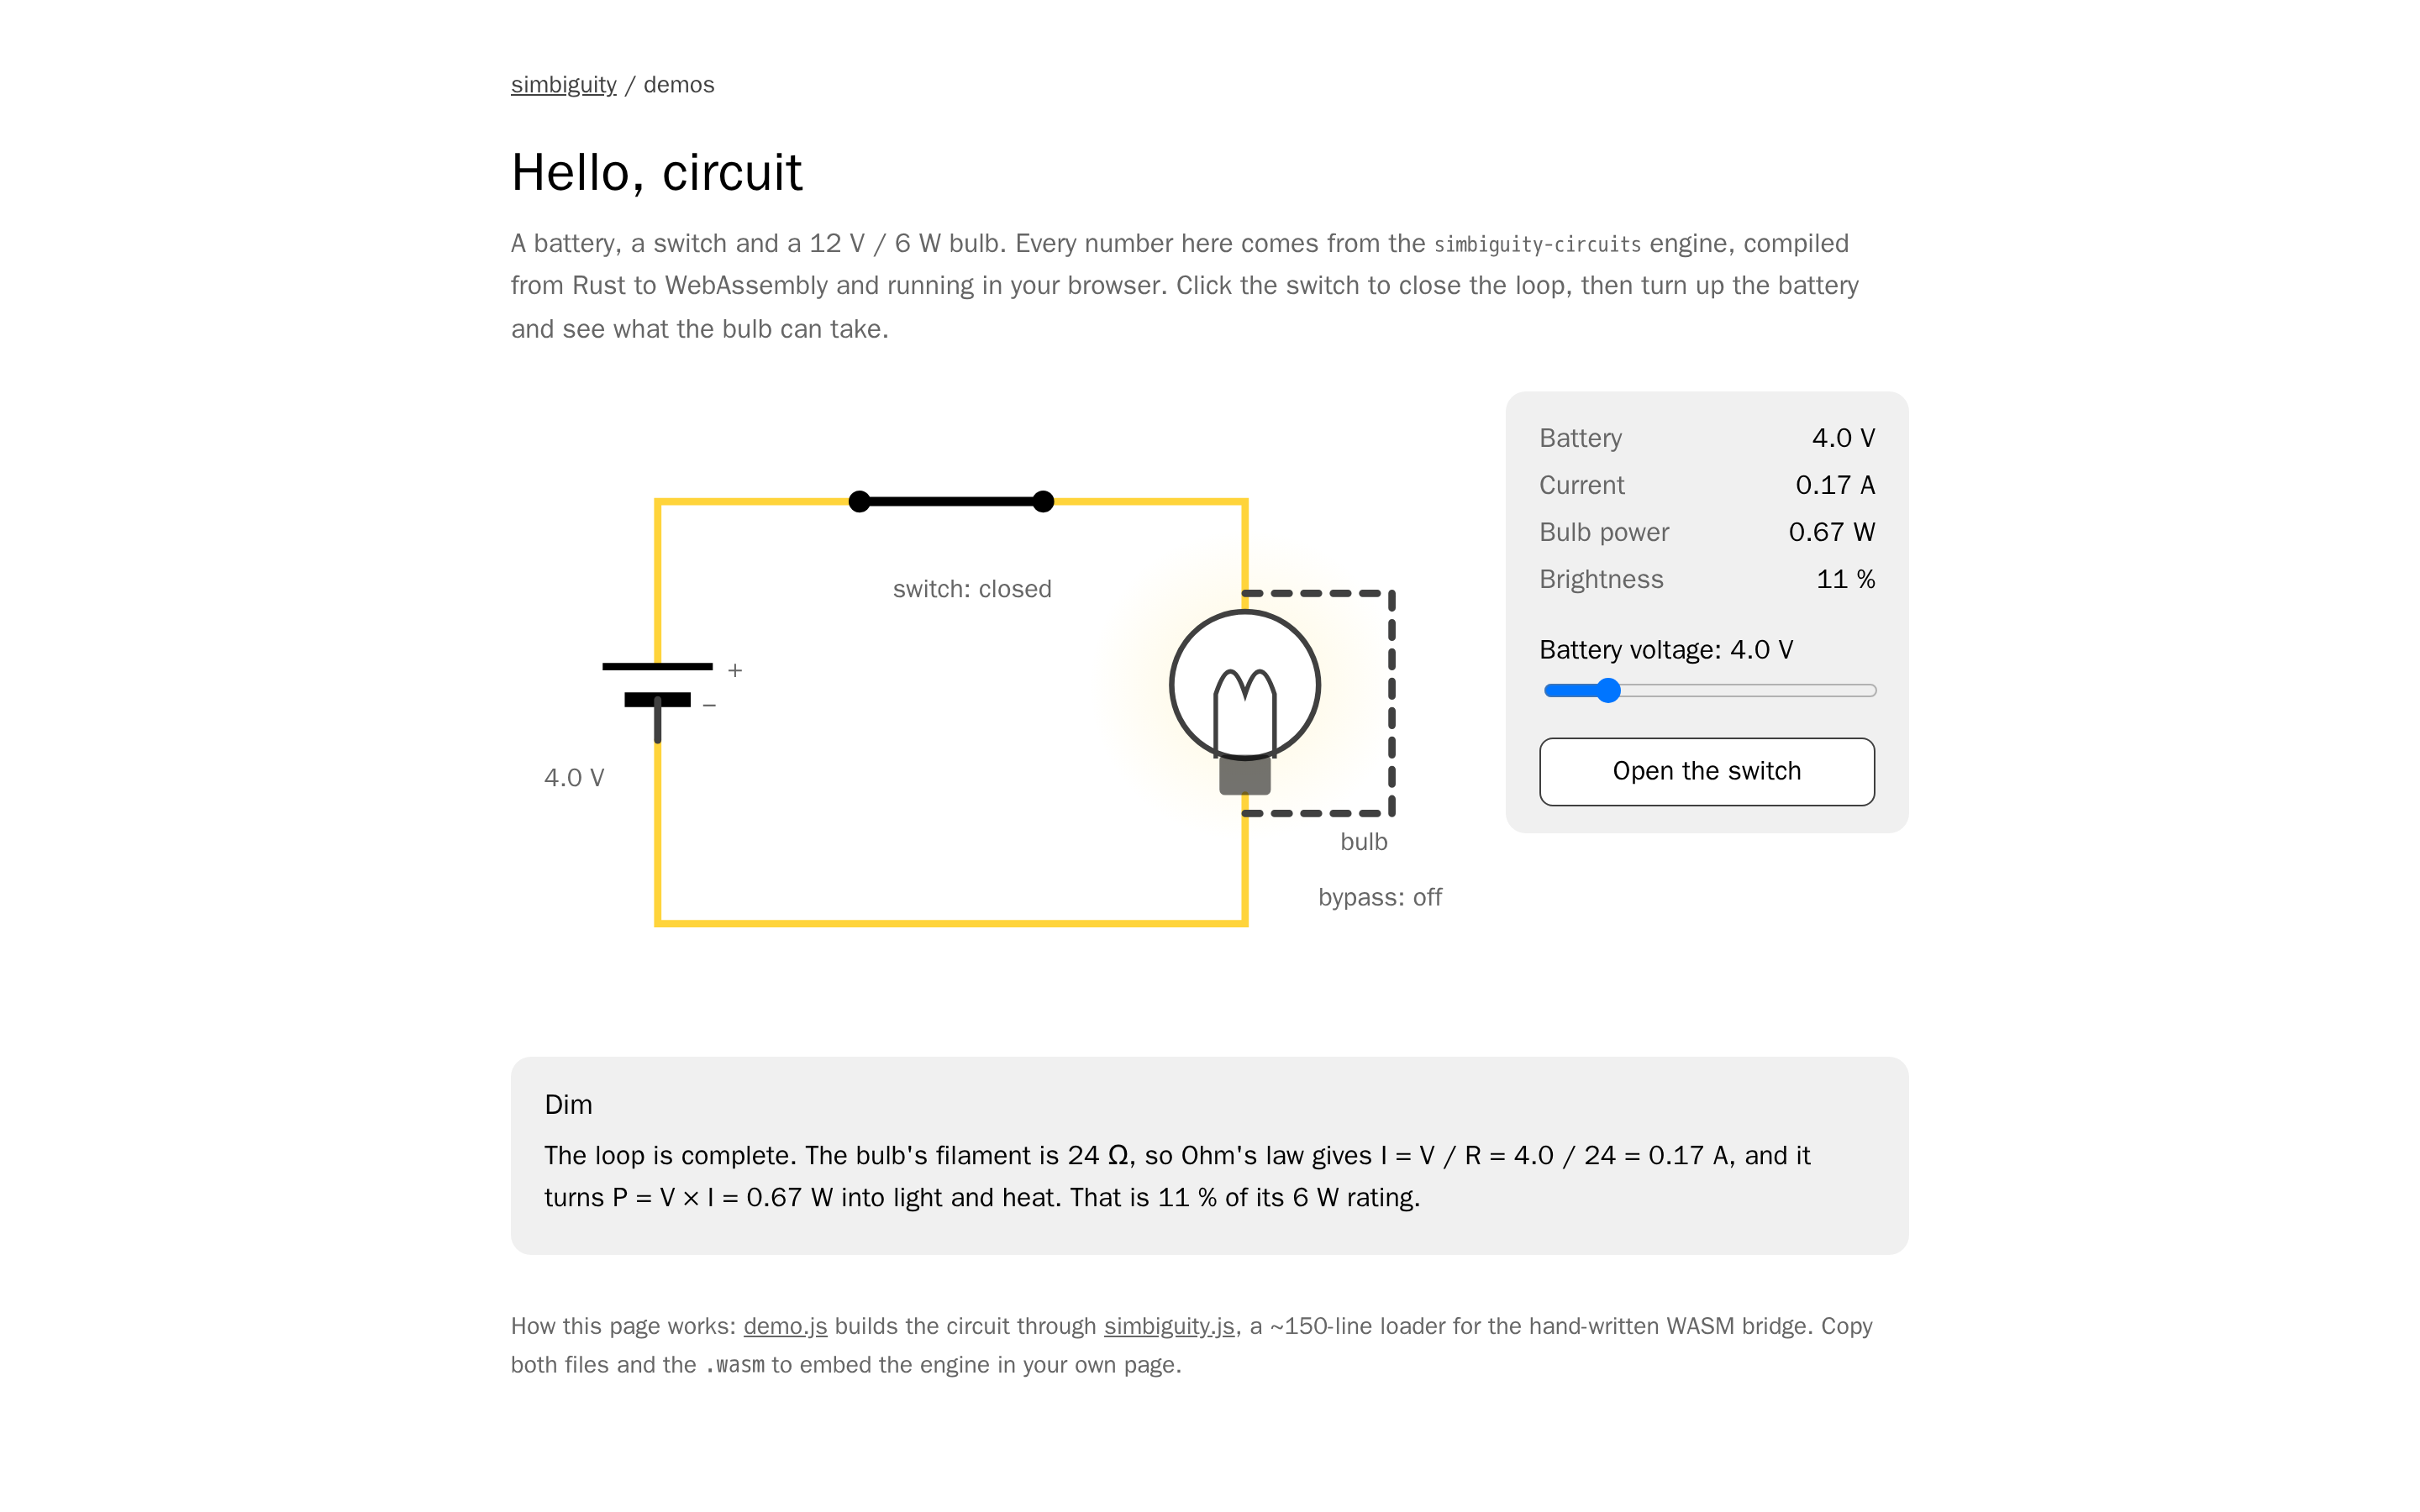 simbiguity / demos
Hello, circuit
A battery, a switch and a 12 V / 6 W bulb. Every number here comes from the simbiguity-circuits engine, compiled
from Rust to WebAssembly and running in your browser. Click the switch to close the loop, then turn up the battery
and see what the bulb can take.
switch: closed
+
−
4.0 V
bulb
bypass: off
Battery 4.0 V
Current 0.17 A
Bulb power 0.67 W
Brightness 11 %
Battery voltage: 4.0 V
Open the switch
Dim
The loop is complete. The bulb's filament is 24 Ω, so Ohm's law gives I = V / R = 4.0 / 24 = 0.17 A, and it
turns P = V × I = 0.67 W into light and heat. That is 11 % of its 6 W rating.
How this page works: demo.js builds the circuit through simbiguity.js, a ~150-line loader for the hand-written WASM bridge. Copy
both files and the .wasm to embed the engine in your own page.